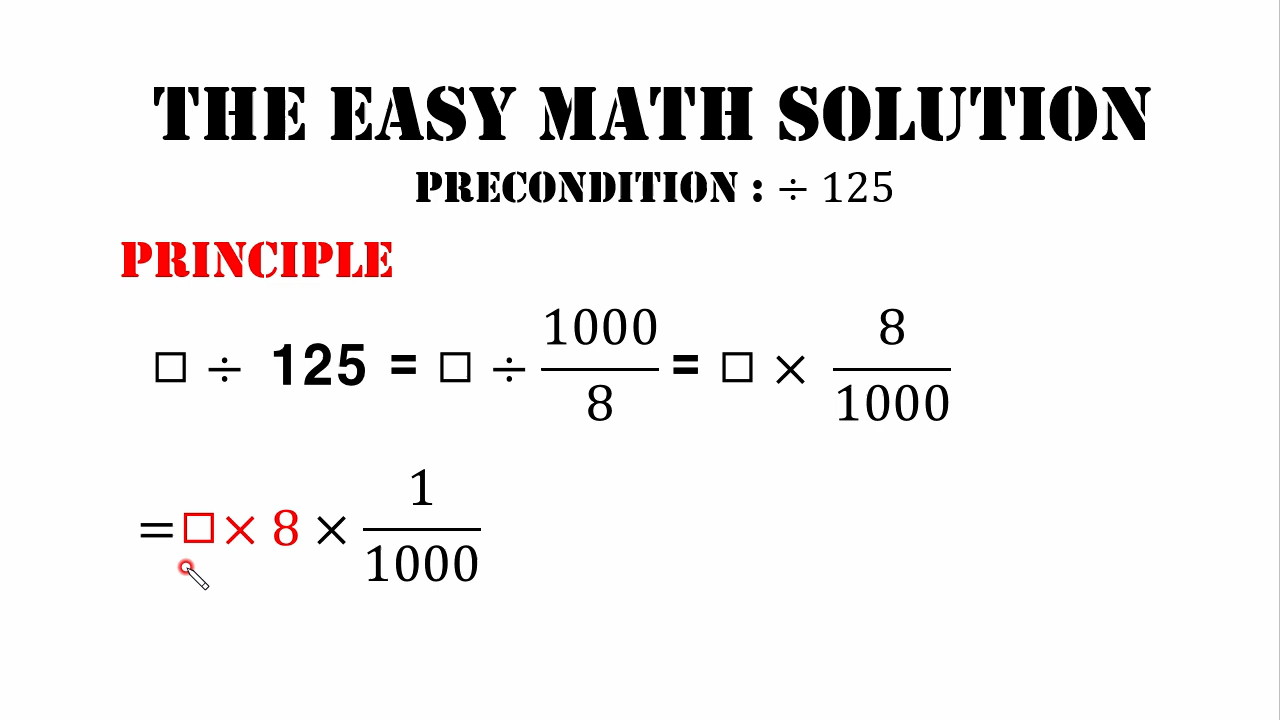 THE EASY MATH SOLUTION
PRECONDITION : ÷ 125
PRINCIPLE
□ ÷ 125 = □ ÷ 1000/8 = □ × 8/1000
=□× 8 × 1/1000